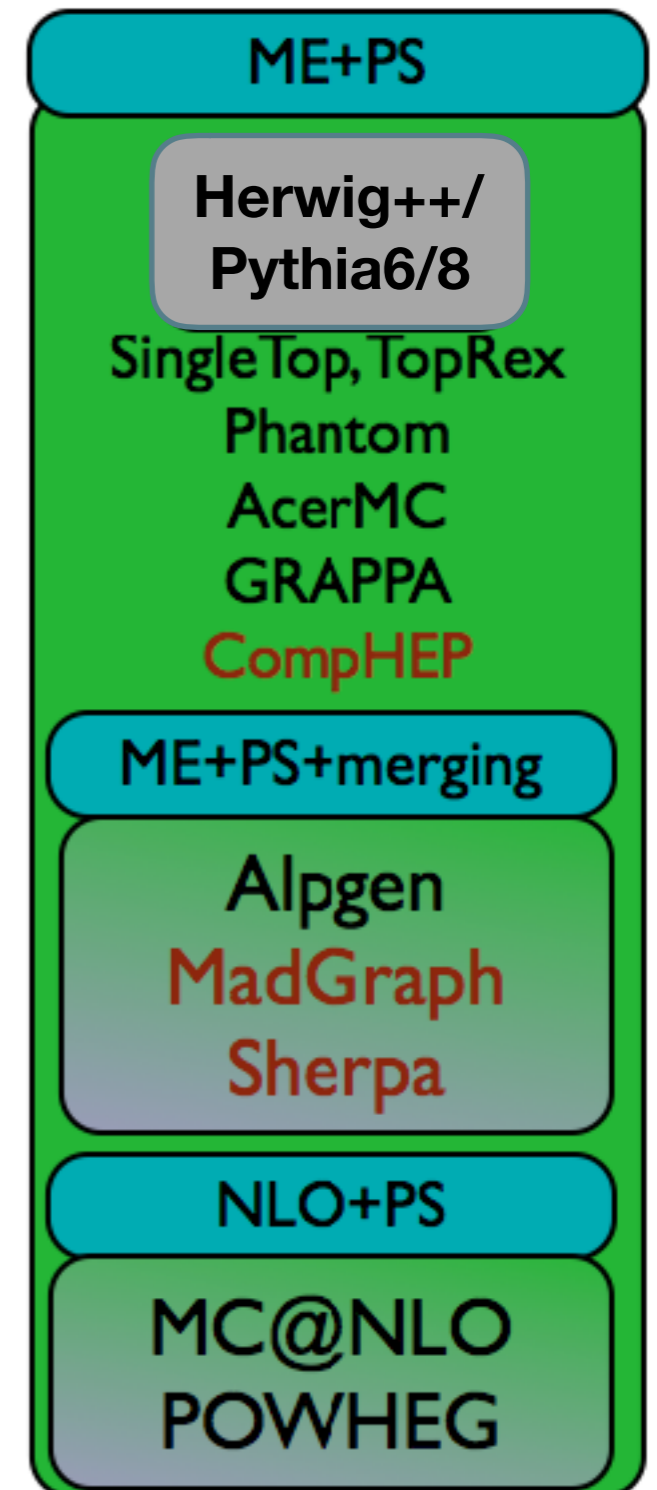 ME+PS
Herwig++/
Pythia6/8
SingleTop, TopRex
Phantom
AcerMC
GRAPPA
CompHEP
ME+PS+merging
Alpgen
MadGraph
Sherpa
NLO+PS
MC@NLO
POWHEG